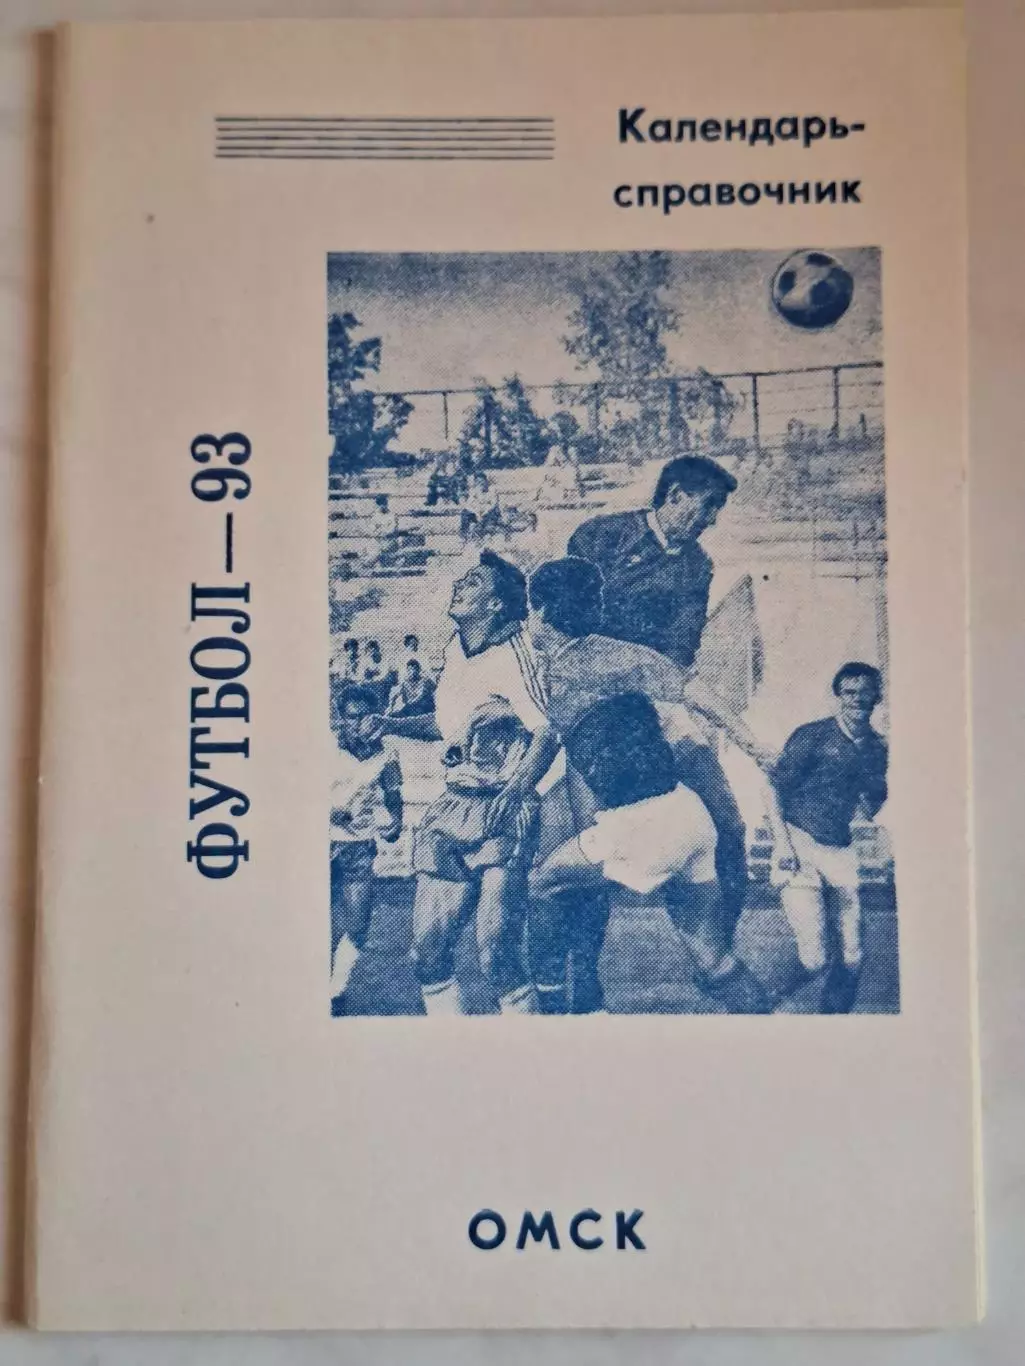 Календарь-
справочник
ФУТБОЛ—93
ОМСК